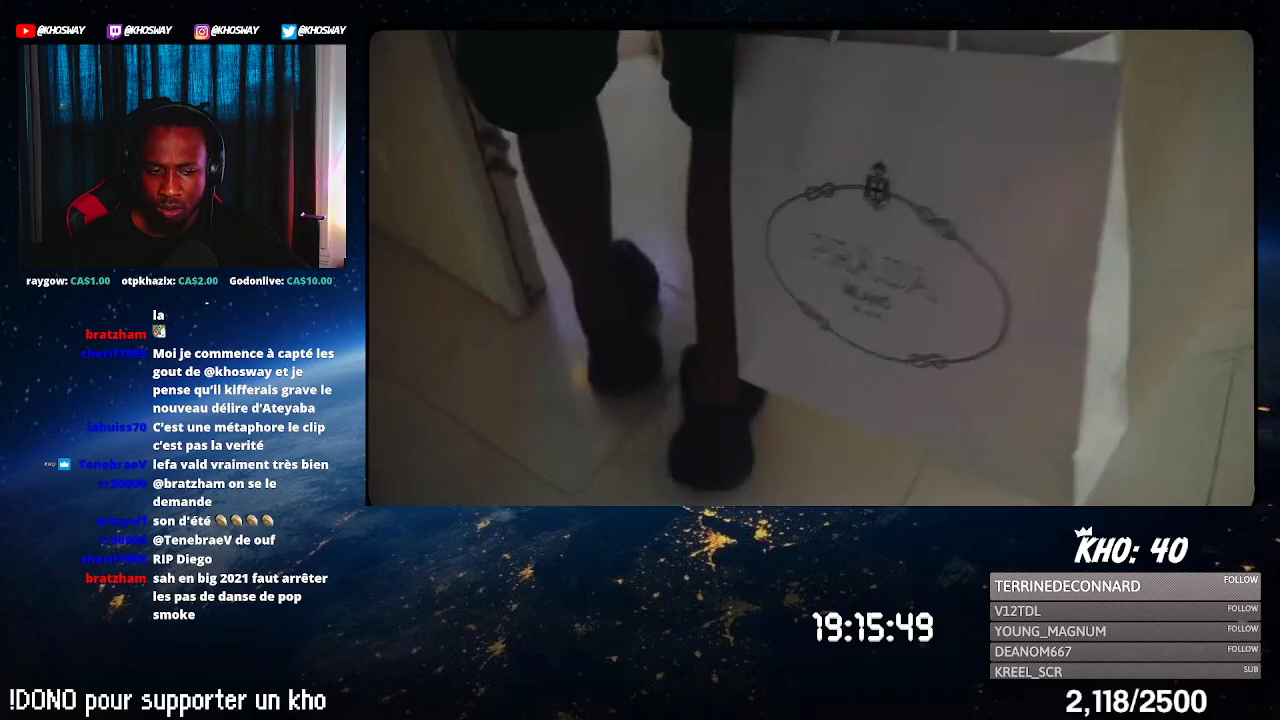 @KHOSWAY @KHOSWAY @KHOSWAY @KHOSWAY
raygow: CA$1.00 otpkhazix: CA$2.00 Godonlive: CA$10.00
la
bratzham
cherif1999 Moi je commence à capté les
gout de @khosway et je
pense qu'il kifferais grave le
nouveau délire d'Ateyaba
lahuiss70 C'est une métaphore le clip
c'est pas la verité
TenebraeV lefa vald vraiment très bien
@bratzham on se le
demande
son d'été
@TenebraeV de ouf
cherif1999 RIP Diego
bratzham sah en big 2021 faut arrêter
les pas de danse de pop
smoke
PRADA
MILANO
KHO: 40
TERRINEDECONNARD FOLLOW
V12TDL FOLLOW
YOUNG_MAGNUM FOLLOW
DEANOM667 FOLLOW
KREEL_SCR SUB
19:15:49
!DONO pour supporter un kho
2,118/2500